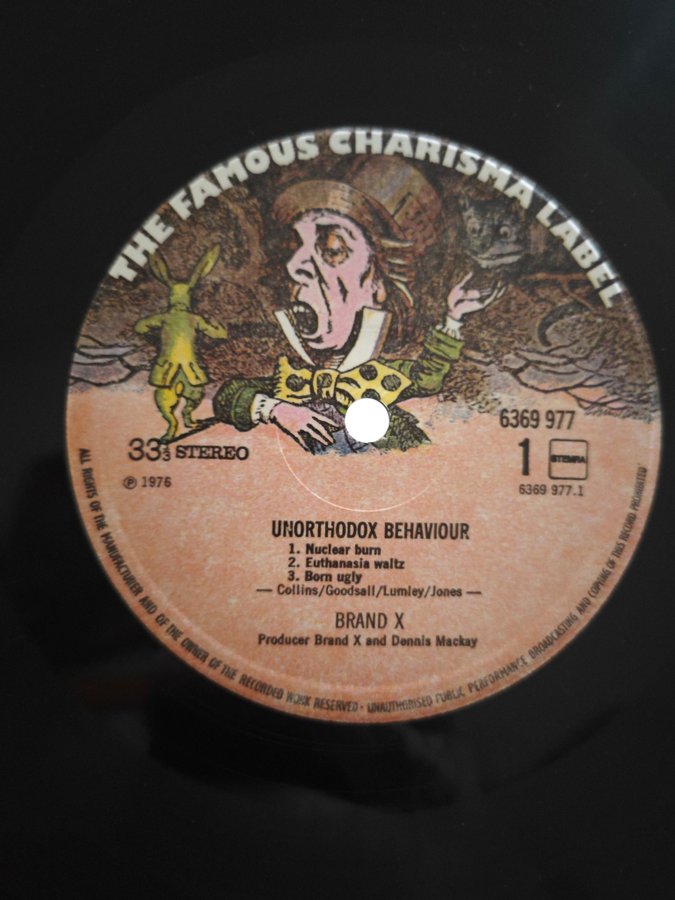 THE FAMOUS CHARISMA LABEL
6369 977
33⅓ STEREO
1
STEMRA
℗ 1976
6369 977.1
UNORTHODOX BEHAVIOUR
1. Nuclear burn
2. Euthanasia waltz
3. Born ugly
— Collins/Goodsall/Lumley/Jones —
BRAND X
Producer Brand X and Dennis Mackay
ALL RIGHTS OF THE MANUFACTURER AND OF THE OWNER OF THE RECORDED WORK RESERVED · UNAUTHORISED PUBLIC PERFORMANCE BROADCASTING AND COPYING OF THIS RECORD PROHIBITED